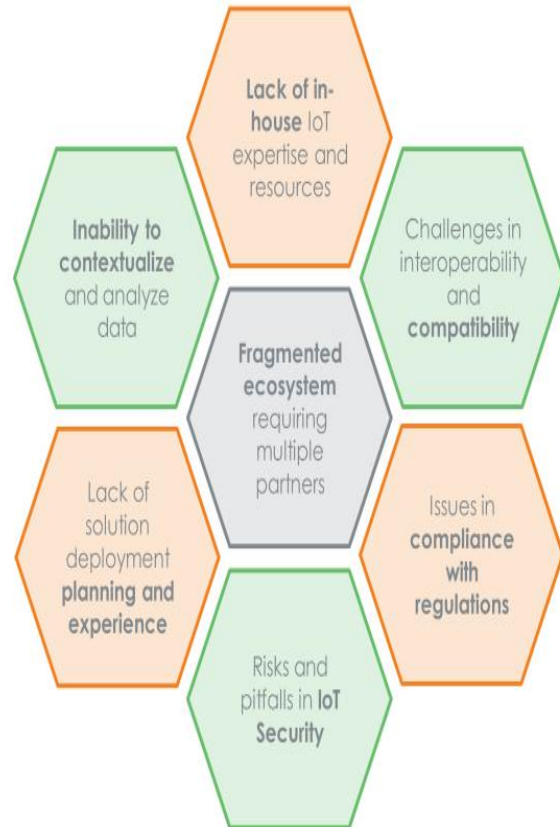 Lack of in-
house IoT
expertise and
resources
Inability to
contextualize
and analyze
data
Challenges in
interoperability
and
compatibility
Fragmented
ecosystem
requiring
multiple
partners
Lack of
solution
deployment
planning and
experience
Issues in
compliance
with
regulations
Risks and
pitfalls in IoT
Security